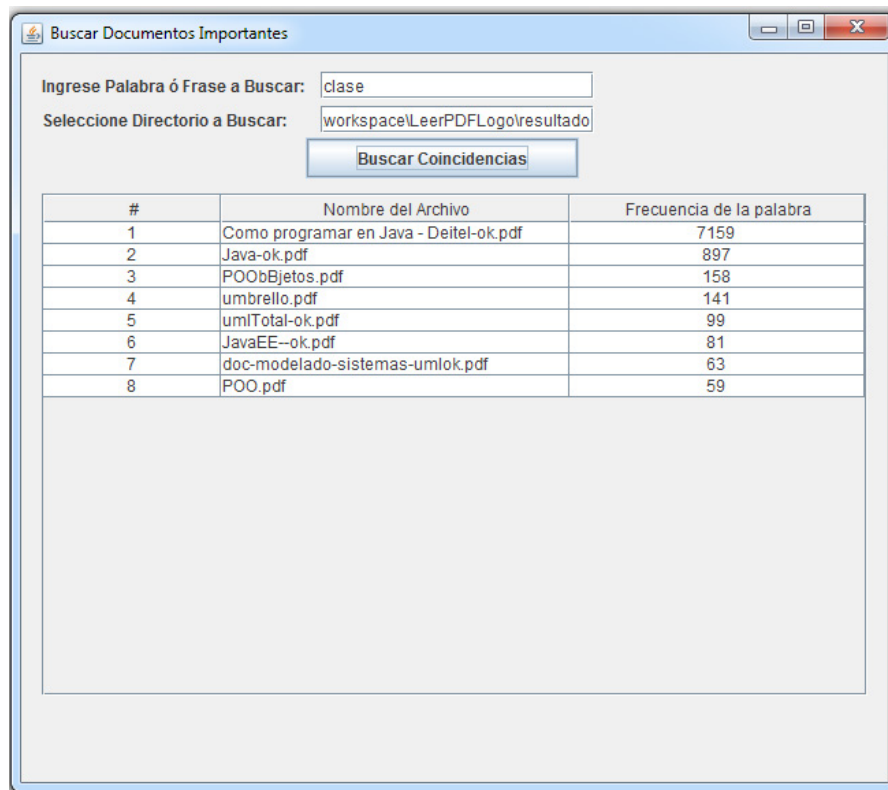 Buscar Documentos Importantes
Ingrese Palabra ó Frase a Buscar: clase
Seleccione Directorio a Buscar: workspace\LeerPDFLogo\resultado
Buscar Coincidencias
# Nombre del Archivo Frecuencia de la palabra
1 Como programar en Java - Deitel-ok.pdf 7159
2 Java-ok.pdf 897
3 POObBjetos.pdf 158
4 umbrello.pdf 141
5 umlTotal-ok.pdf 99
6 JavaEE--ok.pdf 81
7 doc-modelado-sistemas-umlok.pdf 63
8 POO.pdf 59